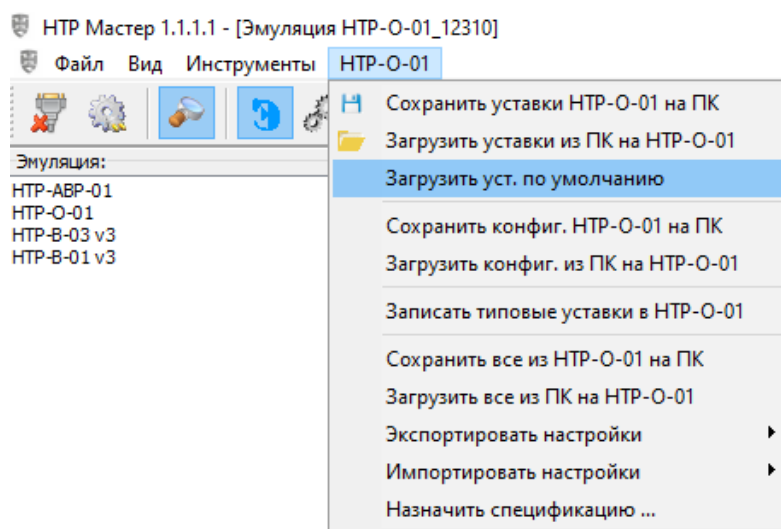 НТР Мастер 1.1.1.1 - [Эмуляция НТР-О-01_12310]
Файл Вид Инструменты НТР-О-01
Эмуляция:
НТР-АВР-01
НТР-О-01
НТР-В-03 v3
НТР-В-01 v3
Сохранить уставки НТР-О-01 на ПК
Загрузить уставки из ПК на НТР-О-01
Загрузить уст. по умолчанию
Сохранить конфиг. НТР-О-01 на ПК
Загрузить конфиг. из ПК на НТР-О-01
Записать типовые уставки в НТР-О-01
Сохранить все из НТР-О-01 на ПК
Загрузить все из ПК на НТР-О-01
Экспортировать настройки
Импортировать настройки
Назначить спецификацию ...